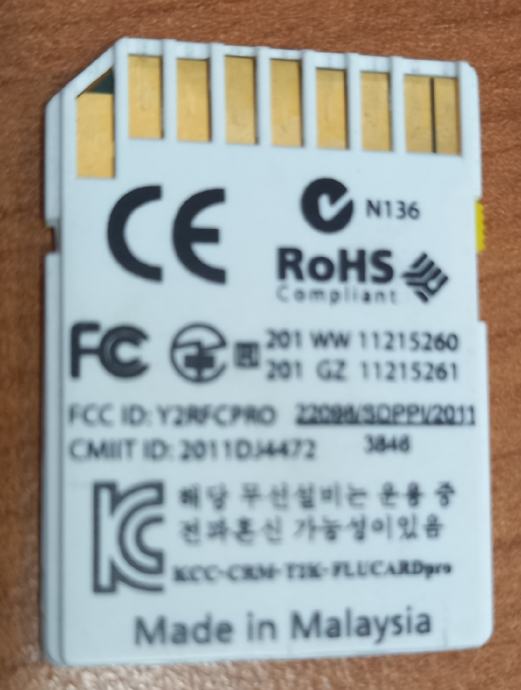 CE
N136
RoHS
Compliant
FC
201 WW 11215260
201 GZ 11215261
FCC ID: Y2RFCPRO 22098/SDPPI/2011
CMIIT ID: 2011DJ4472 3848
해당 무선설비는 운용 중
전파혼신 가능성이있음
KCC-CRM-T2K-FLUCARDpro
Made in Malaysia